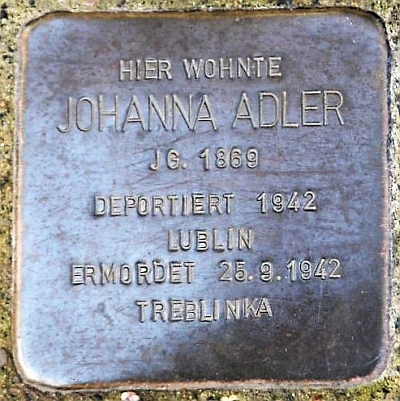 HIER WOHNTE
JOHANNA ADLER
JG. 1869
DEPORTIERT 1942
LUBLIN
ERMORDET 25.9.1942
TREBLINKA